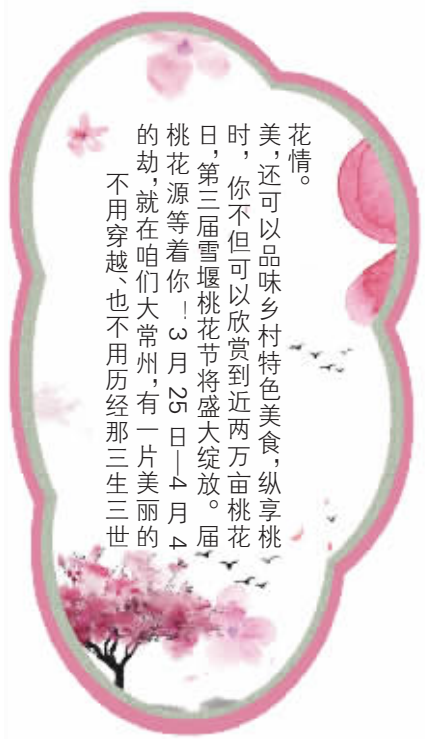 不用穿越、也不用历经那三生三世
的劫，就在咱们大常州，有一片美丽的
桃花源等着你！3月25日—4月4
日，第三届雪堰桃花节将盛大绽放。届
时，你不但可以欣赏到近两万亩桃花
美，还可以品味乡村特色美食，纵享桃
花情。